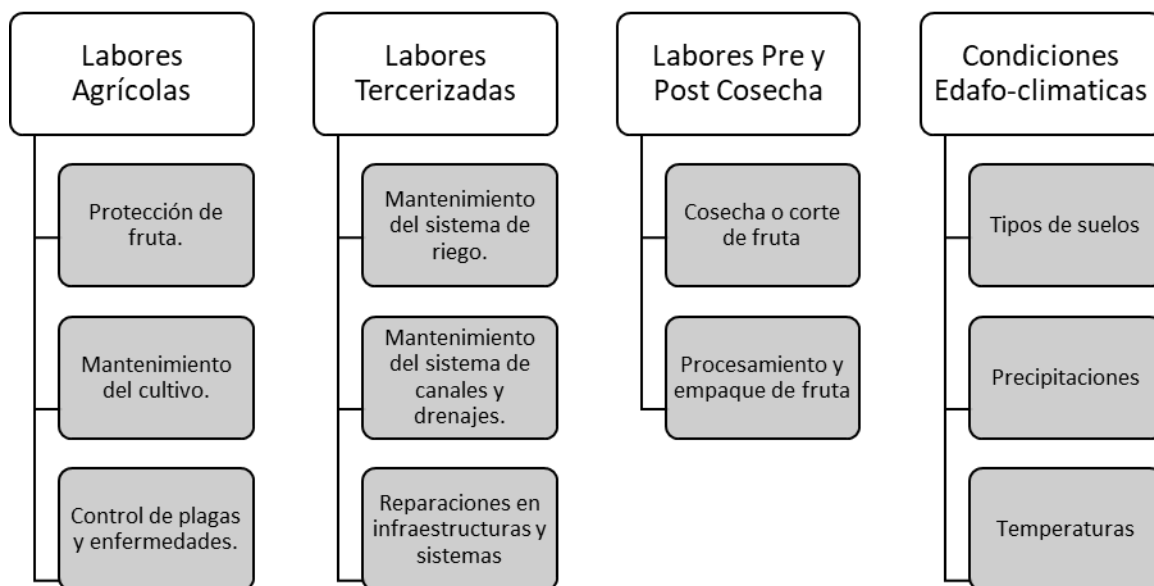 Labores
Agrícolas
Protección de
fruta.
Mantenimiento
del cultivo.
Control de plagas
y enfermedades.
Labores
Tercerizadas
Mantenimiento
del sistema de
riego.
Mantenimiento
del sistema de
canales y
drenajes.
Reparaciones en
infraestructuras y
sistemas
Labores Pre y
Post Cosecha
Cosecha o corte
de fruta
Procesamiento y
empaque de fruta
Condiciones
Edafo-climaticas
Tipos de suelos
Precipitaciones
Temperaturas